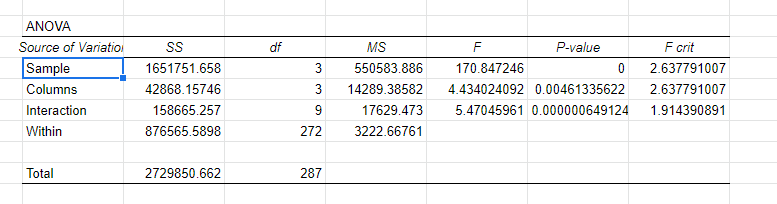 ANOVA
Source of Variation SS df MS F P-value F crit
Sample 1651751.658 3 550583.886 170.847246 0 2.637791007
Columns 42868.15746 3 14289.38582 4.434024092 0.00461335622 2.637791007
Interaction 158665.257 9 17629.473 5.47045961 0.000000649124 1.914390891
Within 876565.5898 272 3222.66761
Total 2729850.662 287